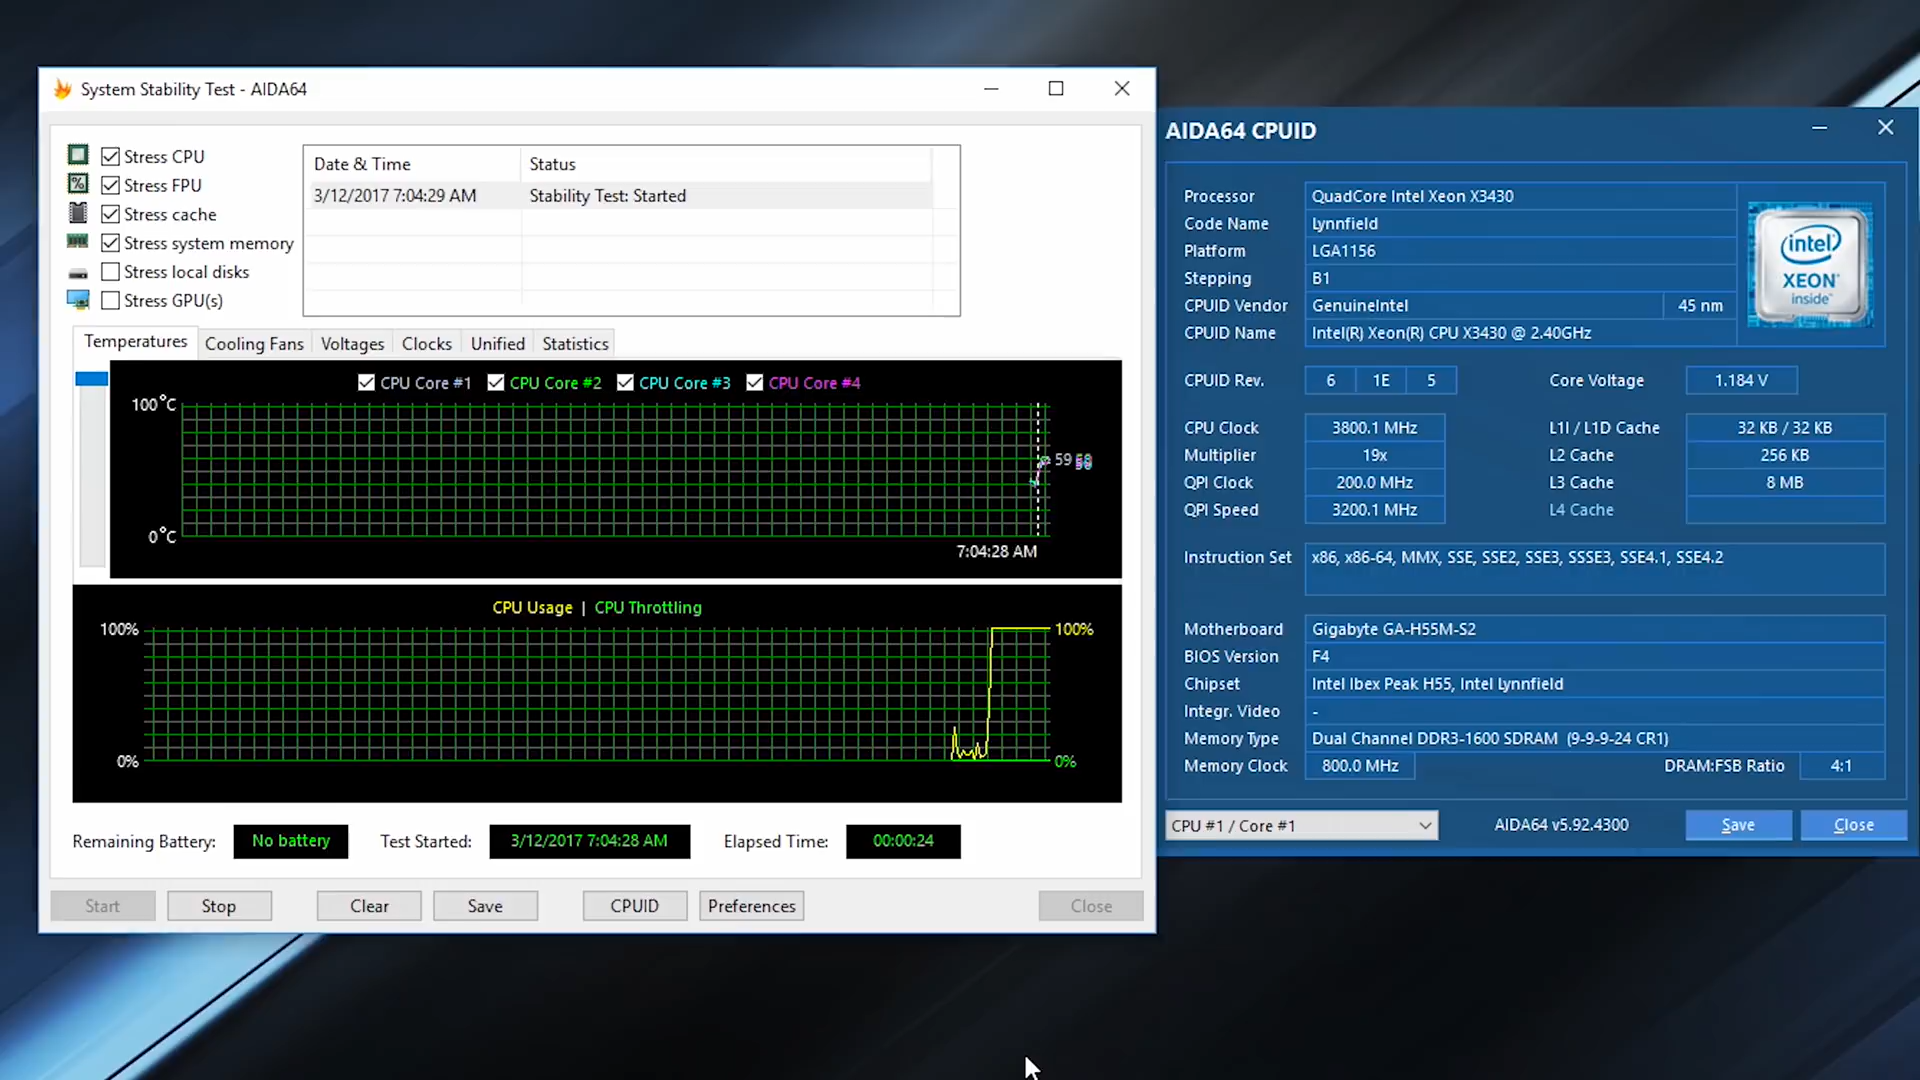 System Stability Test - AIDA64
Stress CPU
Stress FPU
Stress cache
Stress system memory
Stress local disks
Stress GPU(s)
Date & Time Status
3/12/2017 7:04:29 AM Stability Test: Started
Temperatures Cooling Fans Voltages Clocks Unified Statistics
CPU Core #1 CPU Core #2 CPU Core #3 CPU Core #4
100°C
59
0°C
7:04:28 AM
CPU Usage | CPU Throttling
100% 100%
0% 0%
Remaining Battery: No battery Test Started: 3/12/2017 7:04:28 AM Elapsed Time: 00:00:24
Start Stop Clear Save CPUID Preferences Close
AIDA64 CPUID
Processor QuadCore Intel Xeon X3430
Code Name Lynnfield
Platform LGA1156
Stepping B1
CPUID Vendor GenuineIntel 45 nm
CPUID Name Intel(R) Xeon(R) CPU X3430 @ 2.40GHz
intel
XEON
inside™
CPUID Rev. 6 1E 5 Core Voltage 1.184 V
CPU Clock 3800.1 MHz L1I / L1D Cache 32 KB / 32 KB
Multiplier 19x L2 Cache 256 KB
QPI Clock 200.0 MHz L3 Cache 8 MB
QPI Speed 3200.1 MHz L4 Cache
Instruction Set x86, x86-64, MMX, SSE, SSE2, SSE3, SSSE3, SSE4.1, SSE4.2
Motherboard Gigabyte GA-H55M-S2
BIOS Version F4
Chipset Intel Ibex Peak H55, Intel Lynnfield
Integr. Video -
Memory Type Dual Channel DDR3-1600 SDRAM (9-9-9-24 CR1)
Memory Clock 800.0 MHz DRAM:FSB Ratio 4:1
CPU #1 / Core #1 AIDA64 v5.92.4300 Save Close